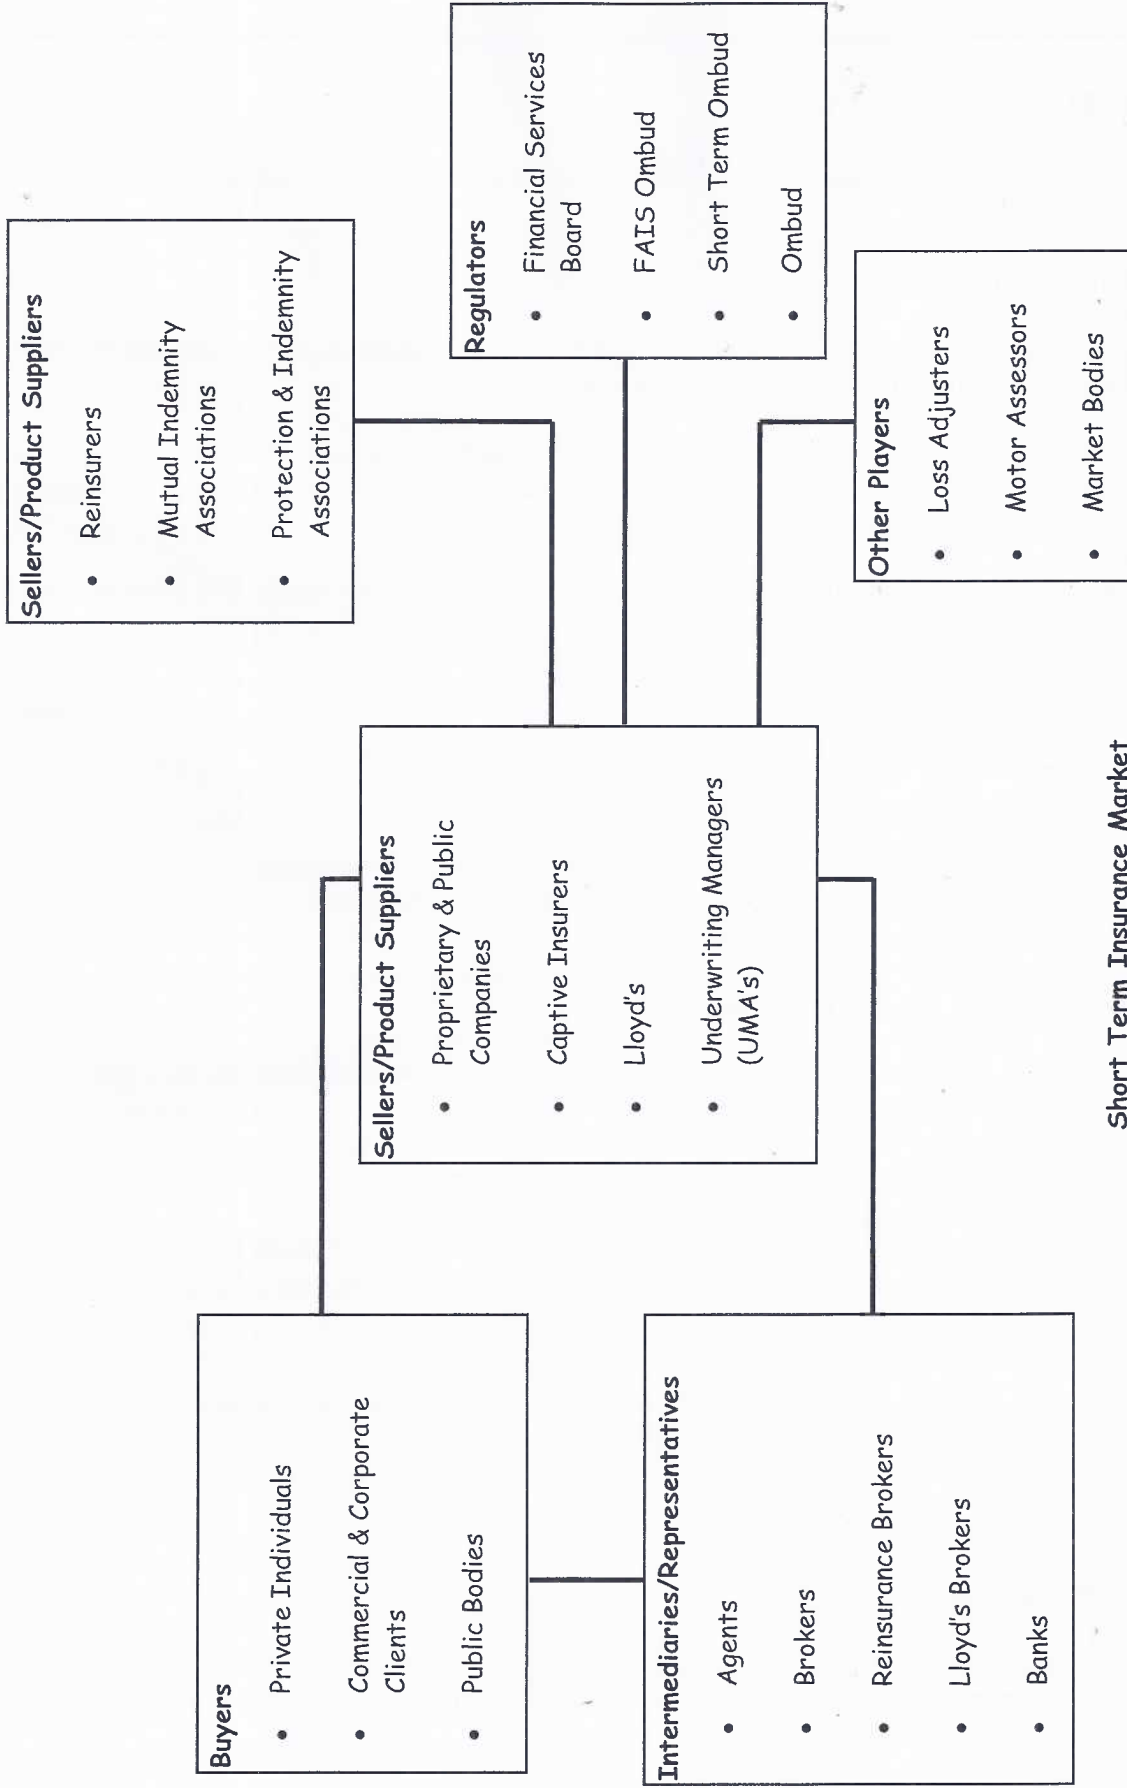 Sellers/Product Suppliers
• Reinsurers
• Mutual Indemnity
Associations
• Protection & Indemnity
Associations
Buyers
• Private Individuals
• Commercial & Corporate
Clients
• Public Bodies
Sellers/Product Suppliers
• Proprietary & Public
Companies
• Captive Insurers
• Lloyd's
• Underwriting Managers
(UMA's)
Regulators
• Financial Services
Board
• FAIS Ombud
• Short Term Ombud
• Ombud
Intermediaries/Representatives
• Agents
• Brokers
• Reinsurance Brokers
• Lloyd's Brokers
• Banks
Other Players
• Loss Adjusters
• Motor Assessors
• Market Bodies
Short Term Insurance Market